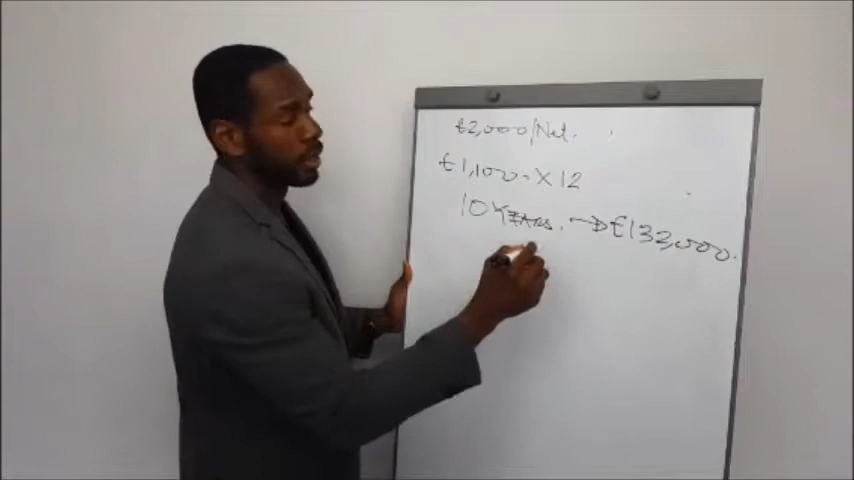 €2,000/Net.
€1,100 - X 12
10 YEARS. → €132,000.